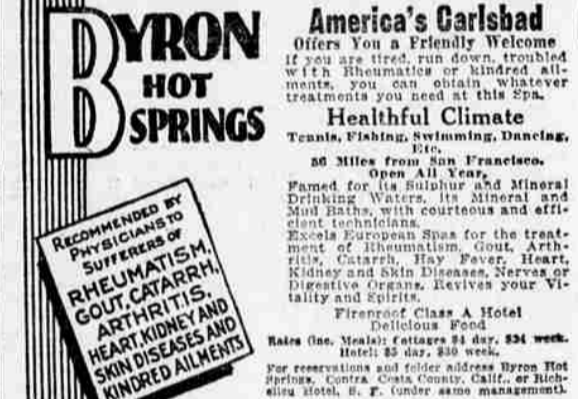 BYRON
HOT
SPRINGS
RECOMMENDED BY
PHYSICIANS TO
SUFFERERS OF
RHEUMATISM,
GOUT, CATARRH,
ARTHRITIS,
HEART, KIDNEY AND
SKIN DISEASES AND
KINDRED AILMENTS
America's Carlsbad
Offers You a Friendly Welcome
If you are tired, run down, troubled
with Rheumatics or kindred ail-
ments, you can obtain whatever
treatments you need at this Spa.
Healthful Climate
Tennis, Fishing, Swimming, Dancing,
Etc.
56 Miles from San Francisco.
Open All Year.
Famed for its Sulphur and Mineral
Drinking Waters, its Mineral and
Mud Baths, with courteous and effi-
cient technicians.
Excels European Spas for the treat-
ment of Rheumatism, Gout, Arth-
ritis, Catarrh, Hay Fever, Heart,
Kidney and Skin Diseases, Nerves or
Digestive Organs. Revives your Vi-
tality and Spirits.
Fireproof Class A Hotel
Delicious Food
Rates (inc. Meals): Cottages $4 day, $24 week.
Hotel: $5 day, $30 week.
For reservations and folder address Byron Hot
Springs, Contra Costa County, Calif., or Rich-
elieu Hotel, S. F. (under same management).